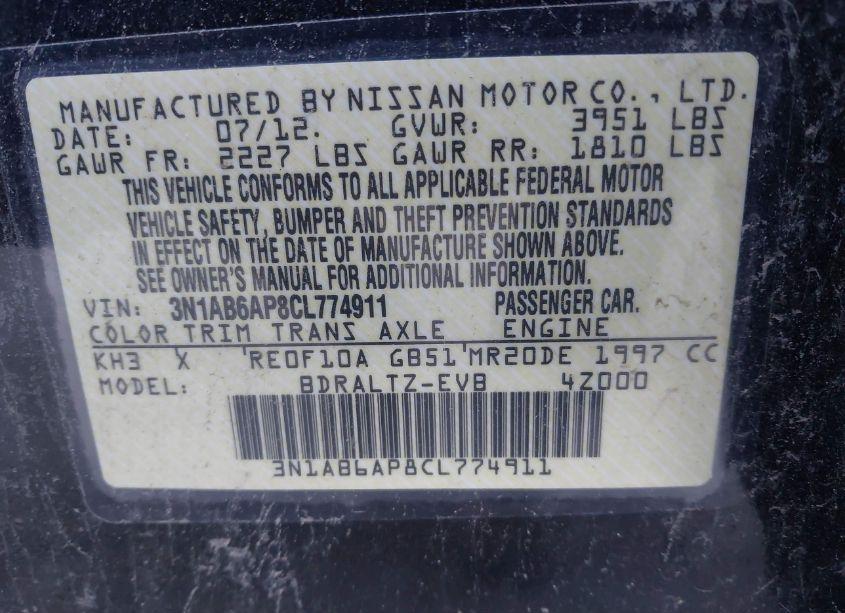 MANUFACTURED BY NISSAN MOTOR CO., LTD.
DATE: 07/12. GVWR: 3951 LBS
GAWR FR: 2227 LBS GAWR RR: 1810 LBS
THIS VEHICLE CONFORMS TO ALL APPLICABLE FEDERAL MOTOR
VEHICLE SAFETY, BUMPER AND THEFT PREVENTION STANDARDS
IN EFFECT ON THE DATE OF MANUFACTURE SHOWN ABOVE.
SEE OWNER'S MANUAL FOR ADDITIONAL INFORMATION.
VIN: 3N1AB6AP8CL774911 PASSENGER CAR.
COLOR TRIM TRANS AXLE ENGINE
KH3 X RE0F10A GB51 MR20DE 1997 CC
MODEL: BDRALTZ-EVB 4Z000
3N1AB6AP8CL774911